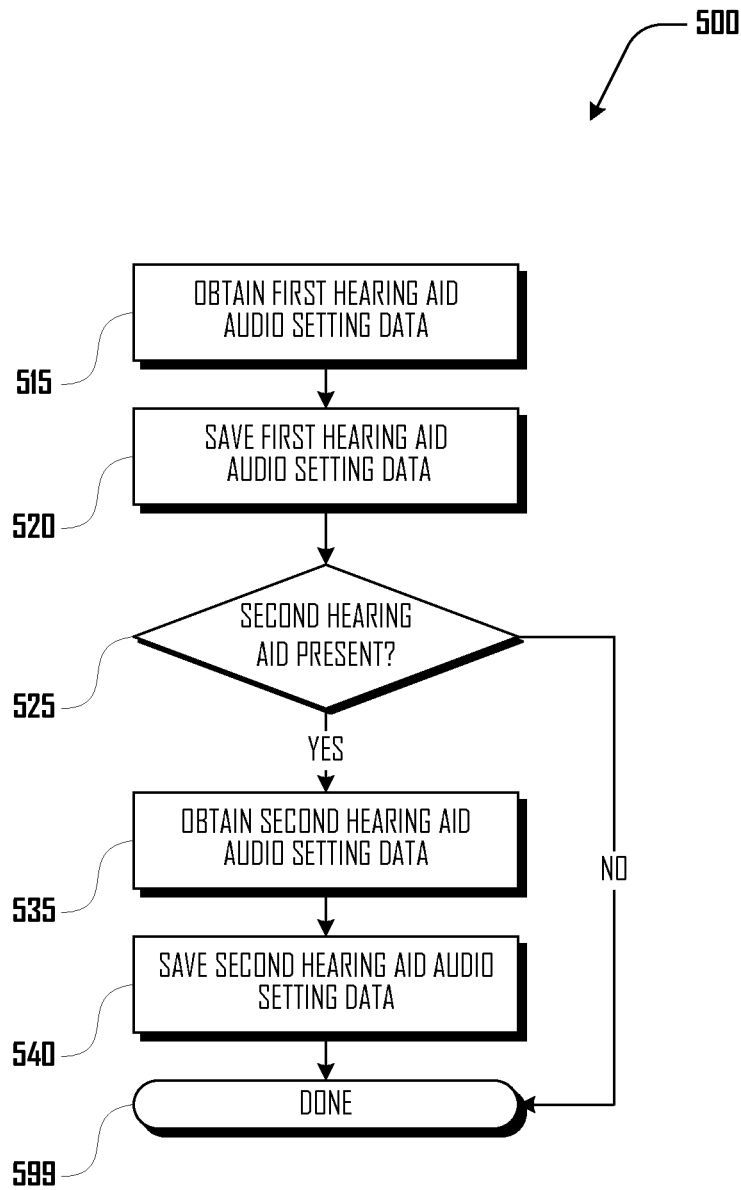 500
OBTAIN FIRST HEARING AID
AUDIO SETTING DATA
515
SAVE FIRST HEARING AID
AUDIO SETTING DATA
520
SECOND HEARING
AID PRESENT?
525
YES
OBTAIN SECOND HEARING AID
AUDIO SETTING DATA
NO
535
SAVE SECOND HEARING AID AUDIO
SETTING DATA
540
DONE
599